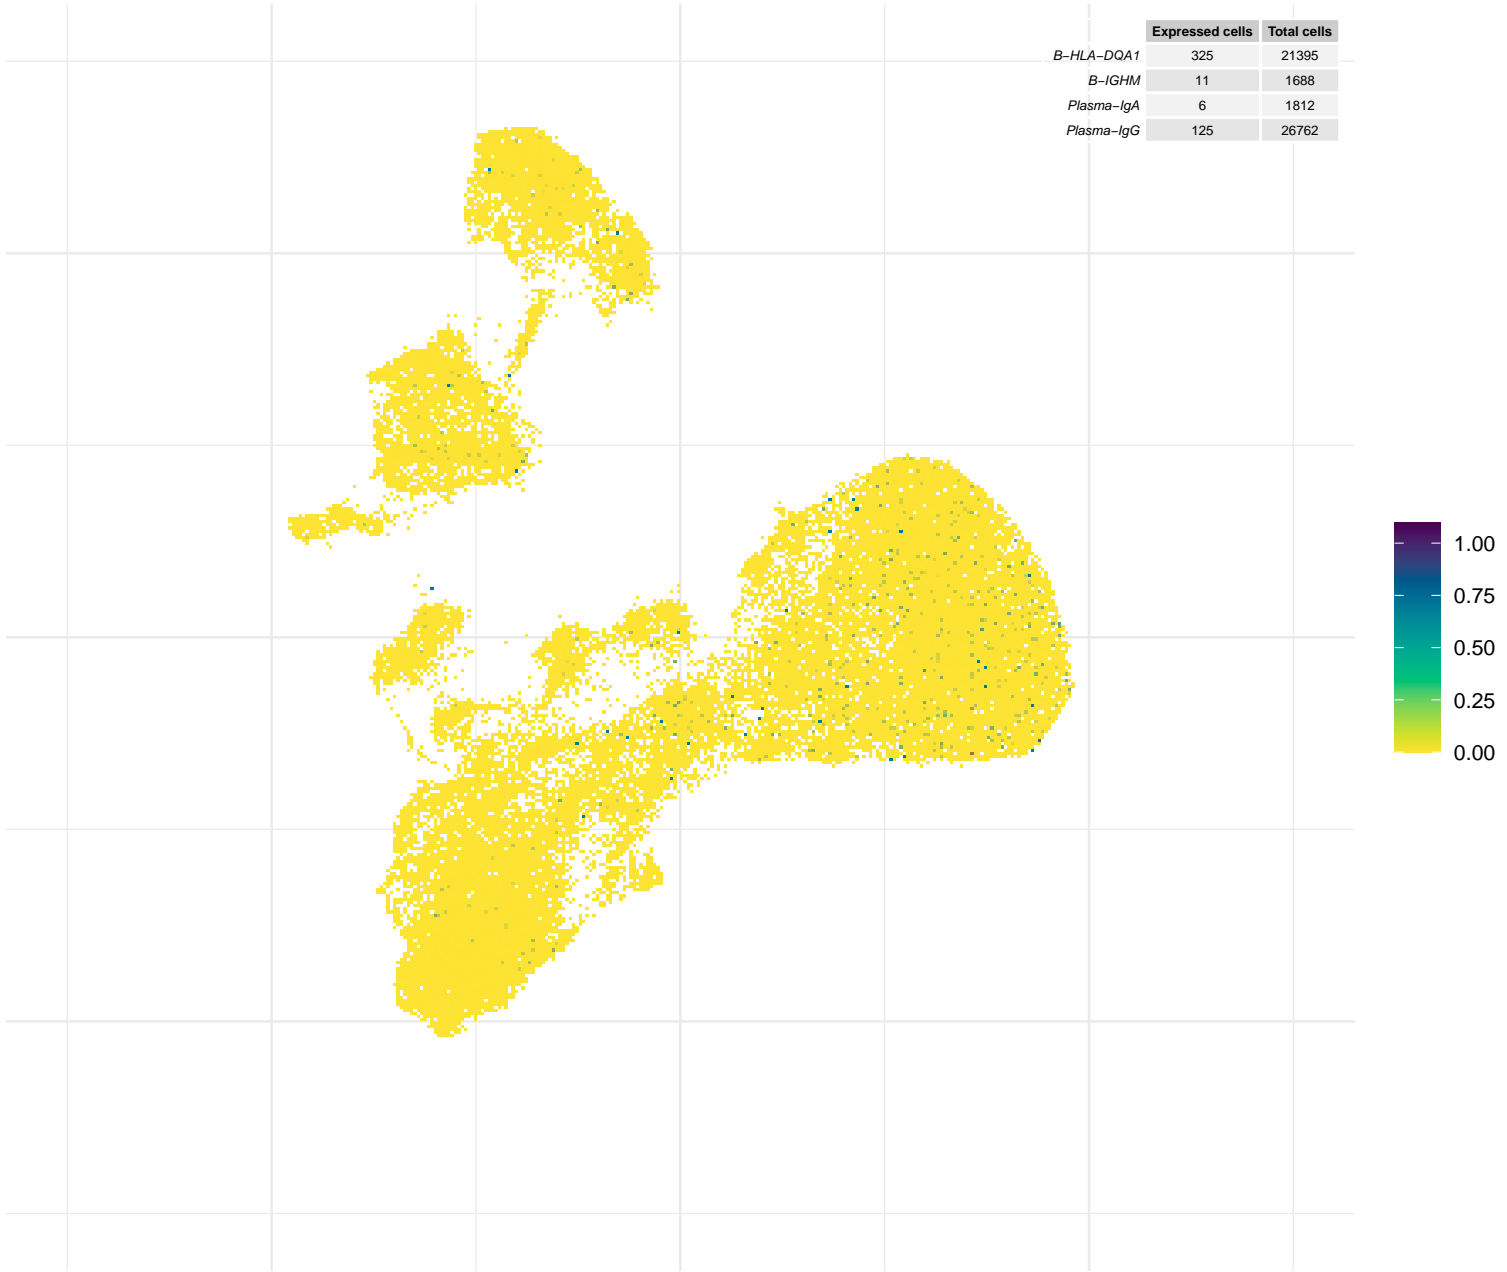 Expressed cells Total cells
B−HLA−DQA1 325 21395
B−IGHM 11 1688
Plasma−IgA 6 1812
Plasma−IgG 125 26762
1.00
0.75
0.50
0.25
0.00